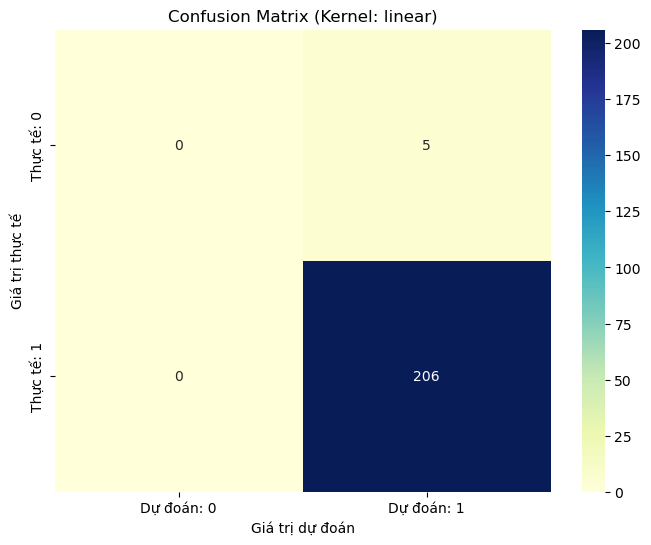 Confusion Matrix (Kernel: linear)
Giá trị thực tế
Thực tế: 0
Thực tế: 1
0
5
0
206
Dự đoán: 0
Dự đoán: 1
Giá trị dự đoán
200
175
150
125
100
75
50
25
0